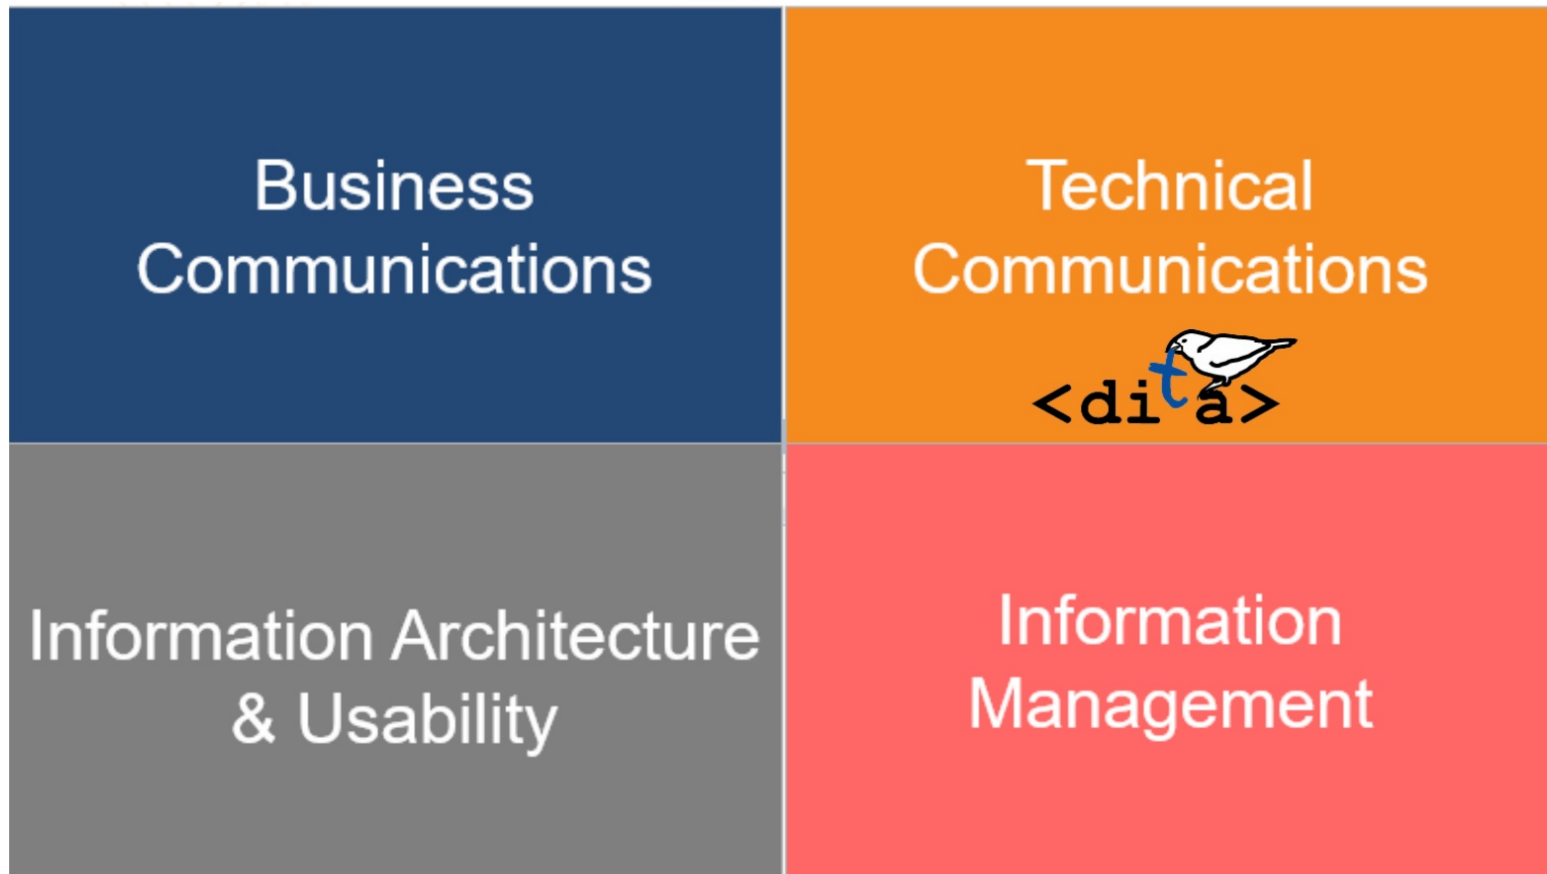 Business
Communications
Technical
Communications
<dita>
Information Architecture
& Usability
Information
Management